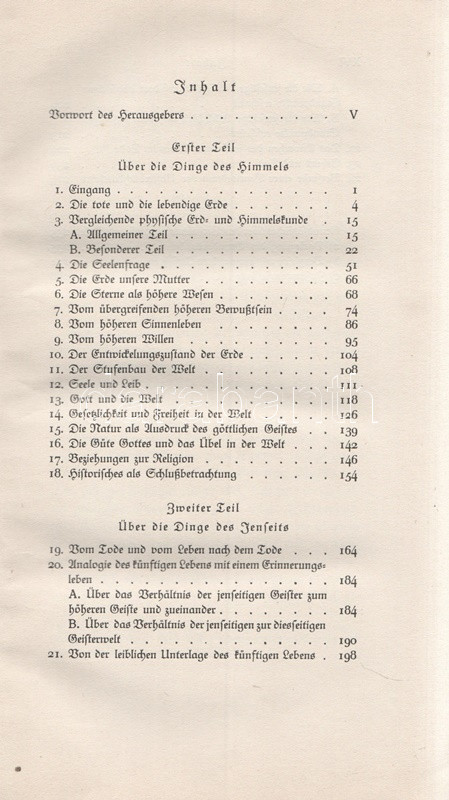 Inhalt
Vorwort des Herausgebers . . . . . . . . . . V
Erster Teil
Über die Dinge des Himmels
1. Eingang . . . . . . . . . . . . . . . 1
2. Die tote und die lebendige Erde . . . . . . . 4
3. Vergleichende physische Erd- und Himmelskunde . 15
A. Allgemeiner Teil . . . . . . . . . . . 15
B. Besonderer Teil . . . . . . . . . . . 22
4. Die Seelenfrage . . . . . . . . . . . . 51
5. Die Erde unsre Mutter . . . . . . . . . . 66
6. Die Sterne als höhere Wesen . . . . . . . . 68
7. Vom übergreifenden höheren Bewußtsein . . . . 74
8. Vom höheren Sinnenleben . . . . . . . . . 86
9. Vom höheren Willen . . . . . . . . . . . 95
10. Der Entwickelungszustand der Erde . . . . . . 104
11. Der Stufenbau der Welt . . . . . . . . . 108
12. Seele und Leib . . . . . . . . . . . . 111
13. Gott und die Welt . . . . . . . . . . . 118
14. Gesetzlichkeit und Freiheit in der Welt . . . . . 126
15. Die Natur als Ausdruck des göttlichen Geistes . . 139
16. Die Güte Gottes und das Übel in der Welt . . . 142
17. Beziehungen zur Religion . . . . . . . . . 146
18. Historisches als Schlußbetrachtung . . . . . . 154
Zweiter Teil
Über die Dinge des Jenseits
19. Vom Tode und vom Leben nach dem Tode . . . 164
20. Analogie des künftigen Lebens mit einem Erinnerungs-
leben . . . . . . . . . . . . . . . 184
A. Über das Verhältnis der jenseitigen Geister zum
höheren Geiste und zueinander . . . . . . . 184
B. Über das Verhältnis der jenseitigen zur diesseitigen
Geisterwelt . . . . . . . . . . . . . 190
21. Von der leiblichen Unterlage des künftigen Lebens . 198